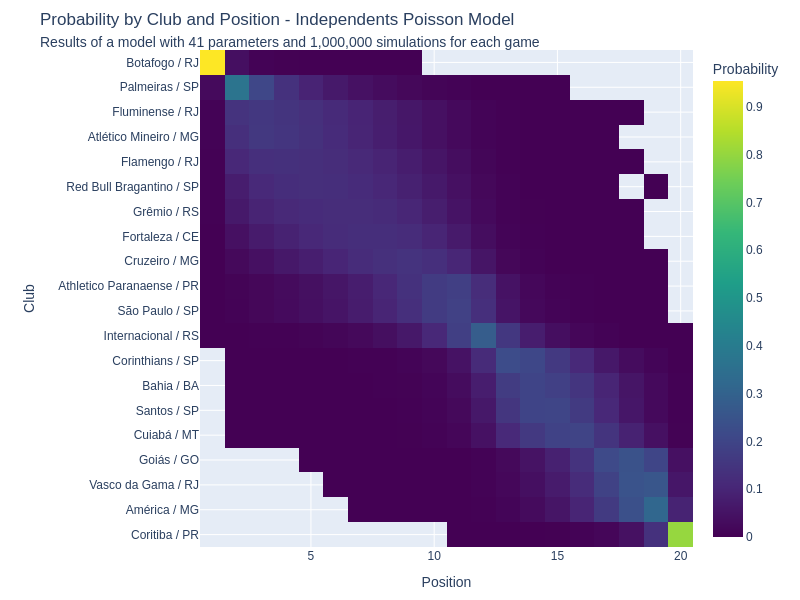 Probability by Club and Position - Independents Poisson Model
Results of a model with 41 parameters and 1,000,000 simulations for each game
Botafogo / RJ
Palmeiras / SP
Fluminense / RJ
Atlético Mineiro / MG
Flamengo / RJ
Red Bull Bragantino / SP
Grêmio / RS
Fortaleza / CE
Cruzeiro / MG
Athletico Paranaense / PR
São Paulo / SP
Internacional / RS
Corinthians / SP
Bahia / BA
Santos / SP
Cuiabá / MT
Goiás / GO
Vasco da Gama / RJ
América / MG
Coritiba / PR
Club
5 10 15 20
Position
Probability
0.9
0.8
0.7
0.6
0.5
0.4
0.3
0.2
0.1
0